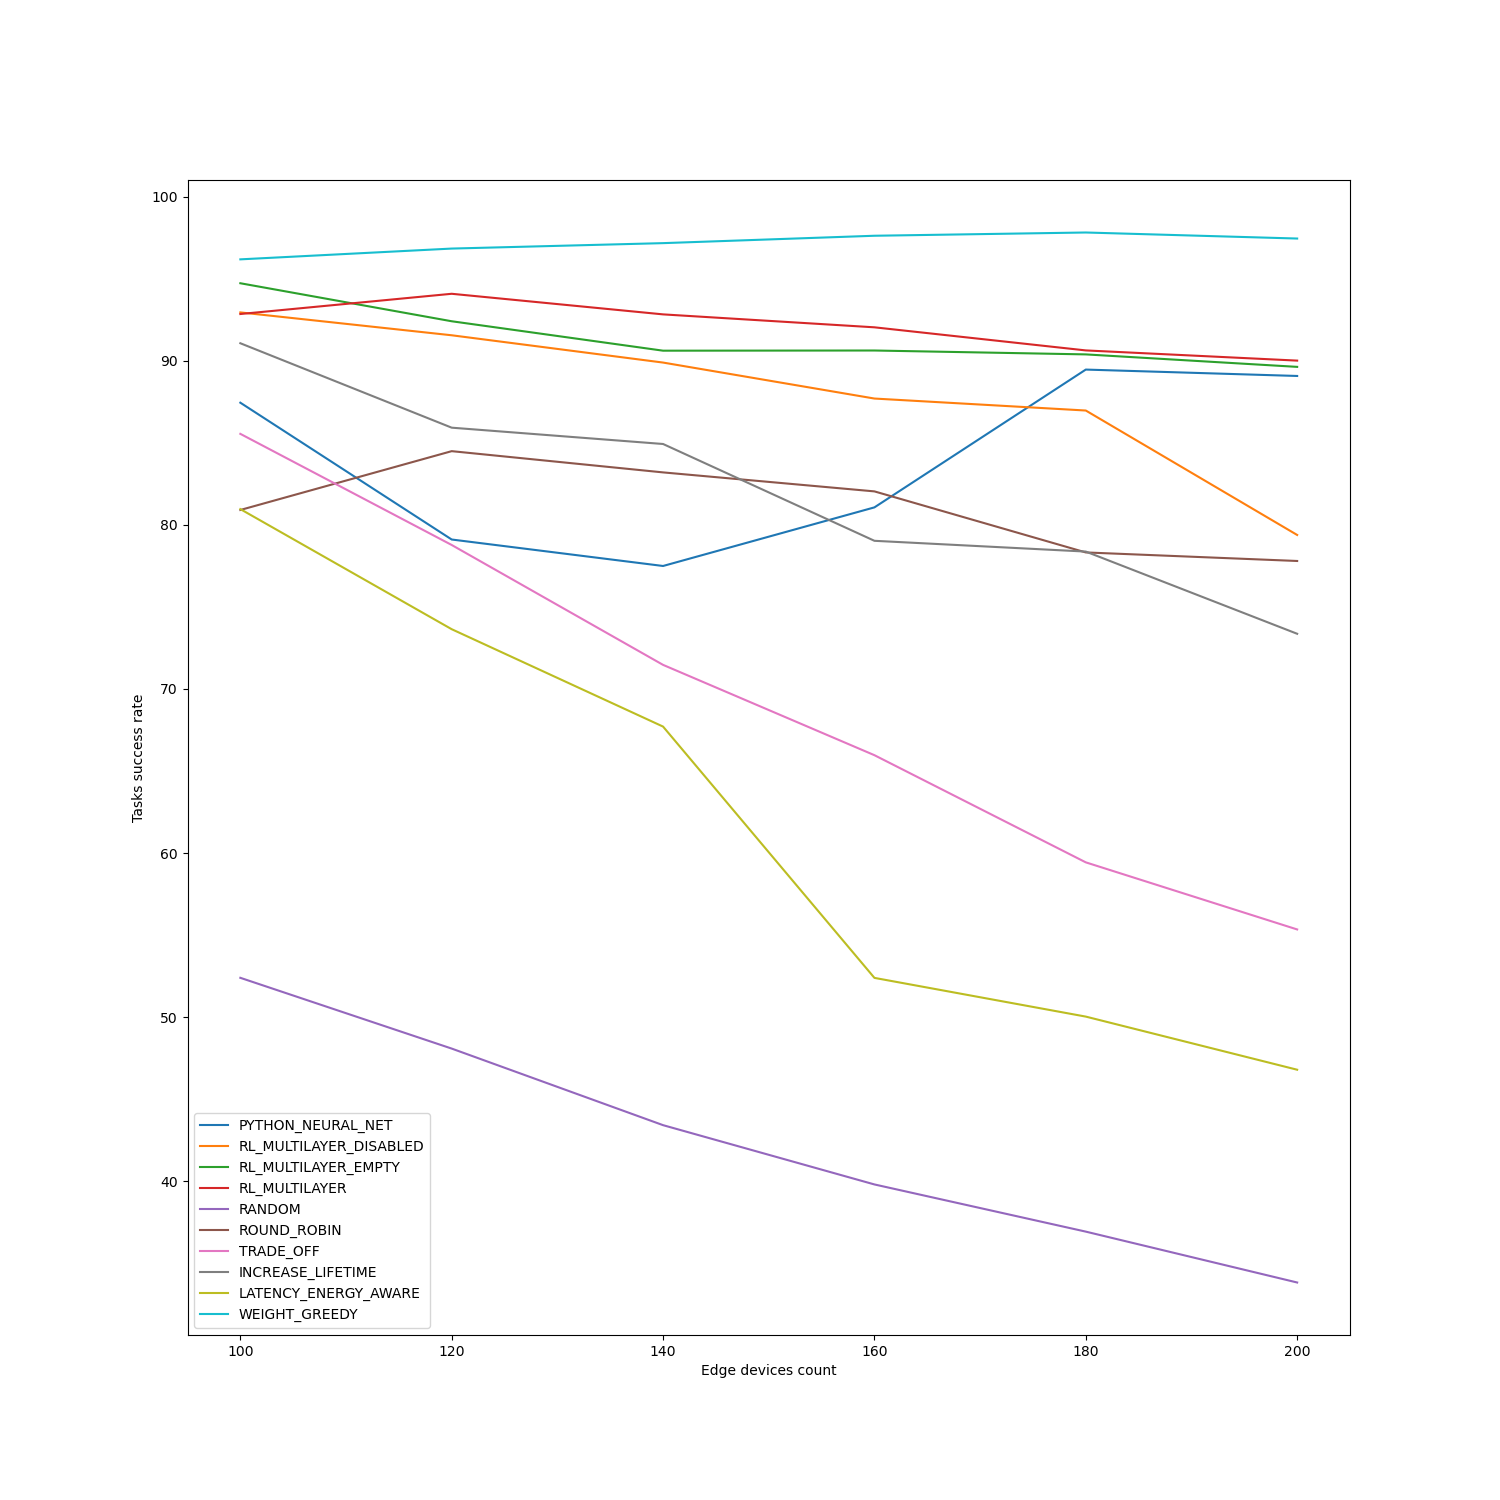 100
90
80
70
60
50
40
Tasks success rate
PYTHON_NEURAL_NET
RL_MULTILAYER_DISABLED
RL_MULTILAYER_EMPTY
RL_MULTILAYER
RANDOM
ROUND_ROBIN
TRADE_OFF
INCREASE_LIFETIME
LATENCY_ENERGY_AWARE
WEIGHT_GREEDY
100 120 140 160 180 200
Edge devices count